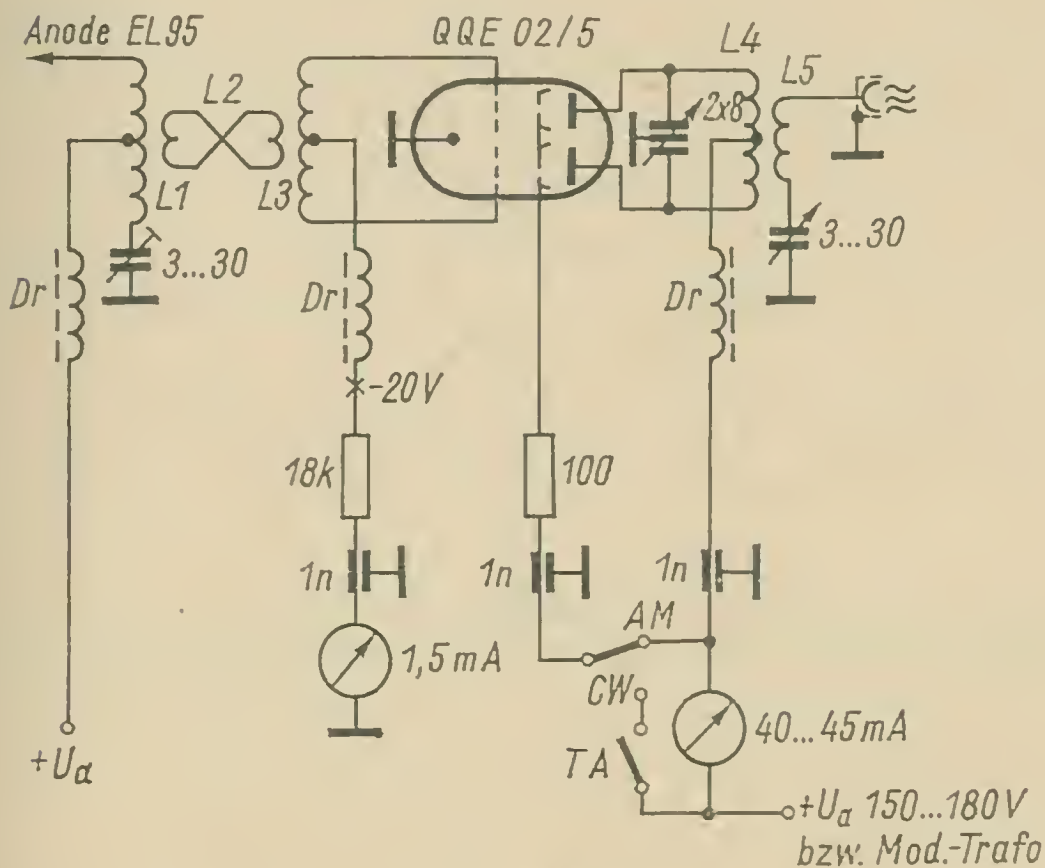 Anode EL95
QQE 02/5
L4
L5
L2
2x8
L1
L3
3...30
3...30
Dr
Dr
Dr
-20V
18k
100
1n
1n
1n
AM
1,5mA
CW
40...45mA
TA
+Ua
+Ua 150...180V
bzw. Mod.-Trafo